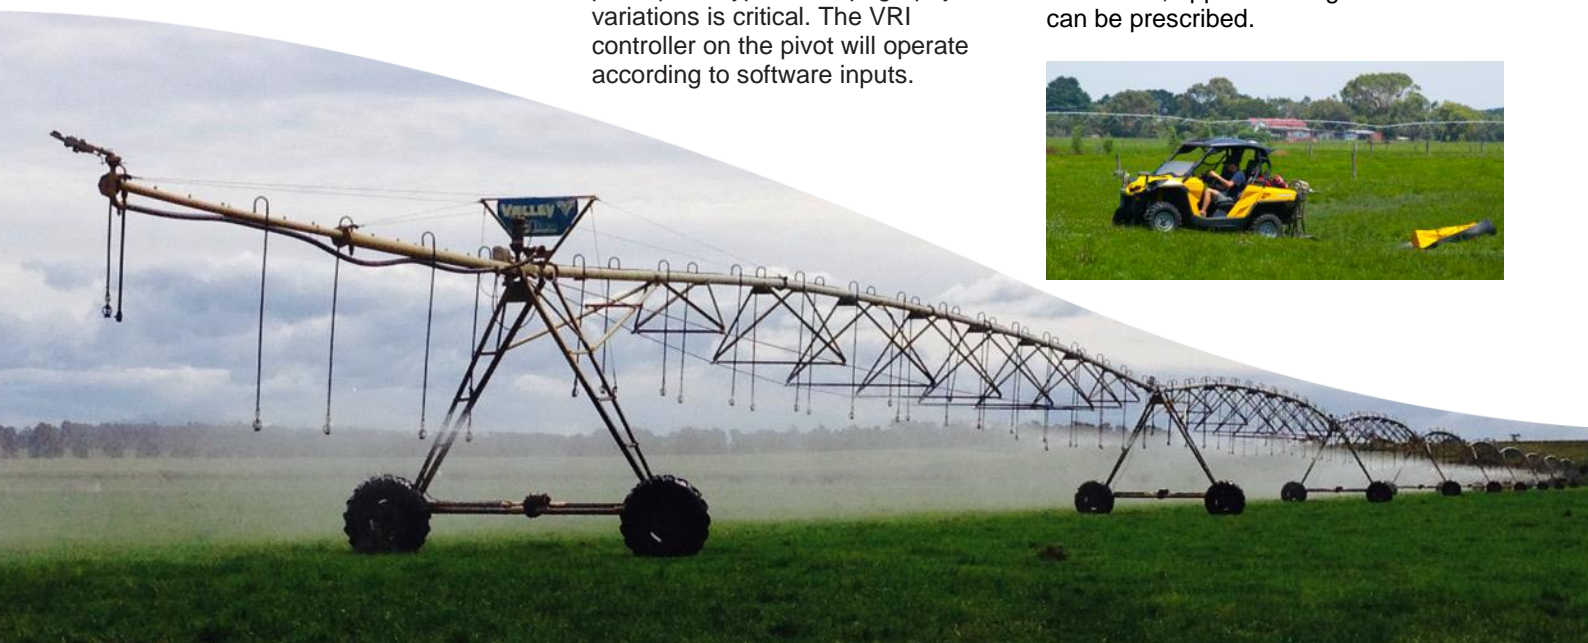 variations is critical. The VRI
controller on the pivot will operate
according to software inputs.
can be prescribed.
VALLEY